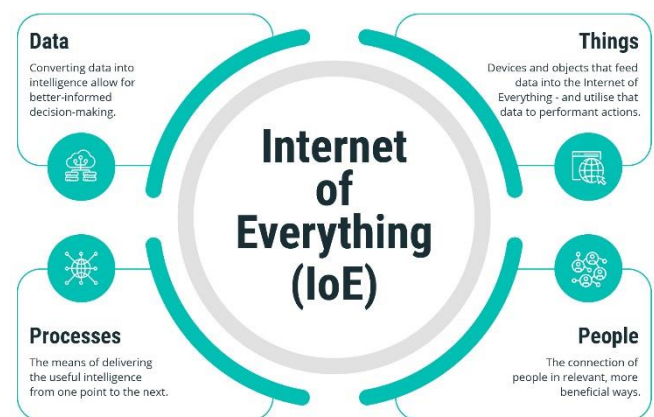 Data
Converting data into
intelligence allow for
better-informed
decision-making.
Things
Devices and objects that feed
data into the Internet of
Everything - and utilise that
data to performant actions.
Internet
of
Everything
(IoE)
Processes
The means of delivering
the useful intelligence
from one point to the next.
People
The connection of
people in relevant, more
beneficial ways.